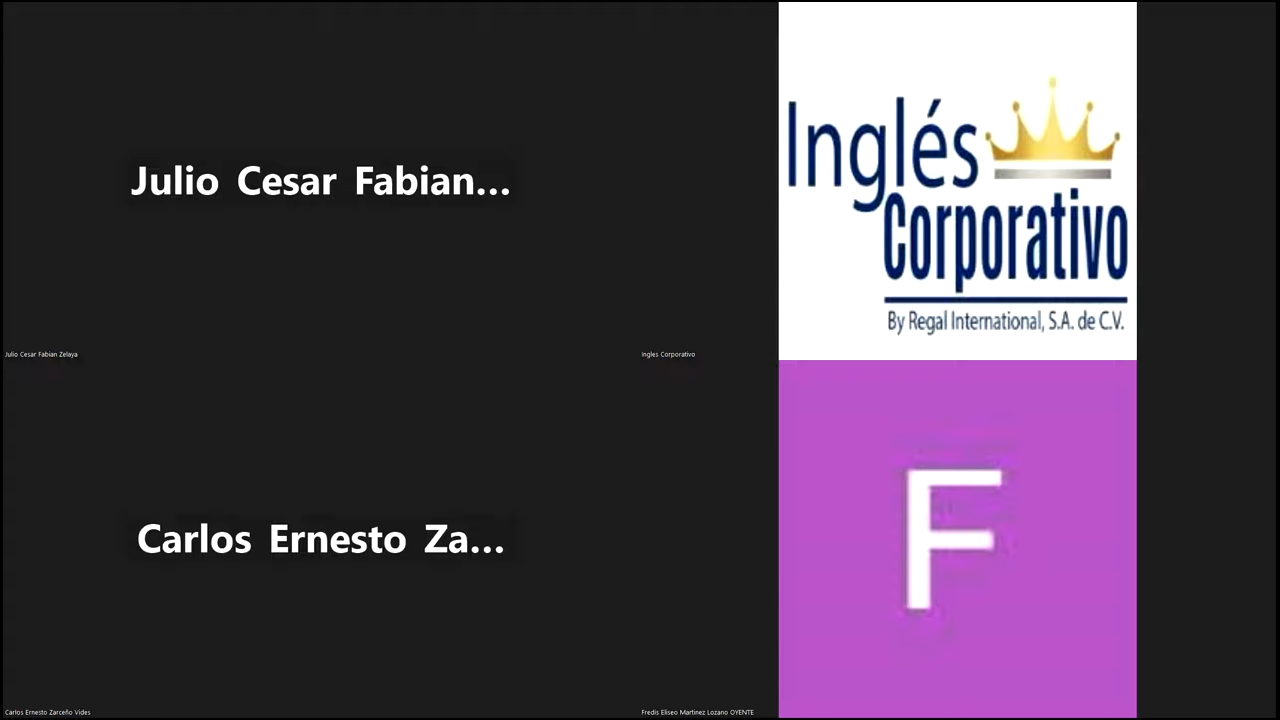 Julio Cesar Fabian...
Julio Cesar Fabian Zelaya
Inglés
Corporativo
By Regal International, S.A. de C.V.
Ingles Corporativo
Carlos Ernesto Za...
Carlos Ernesto Zarceño Vides
F
Fredis Eliseo Martinez Lozano OYENTE